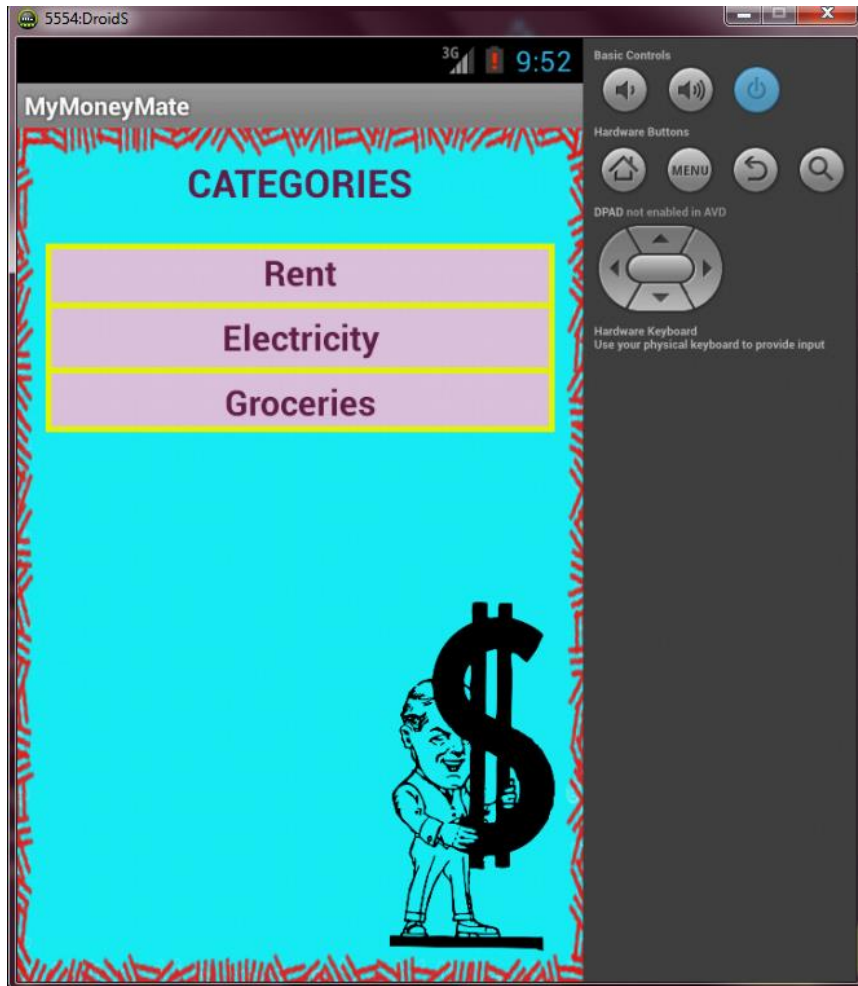 5554:DroidS
3G 9:52
MyMoneyMate
CATEGORIES
Rent
Electricity
Groceries
Basic Controls
Hardware Buttons
MENU
DPAD not enabled in AVD
Hardware Keyboard
Use your physical keyboard to provide input